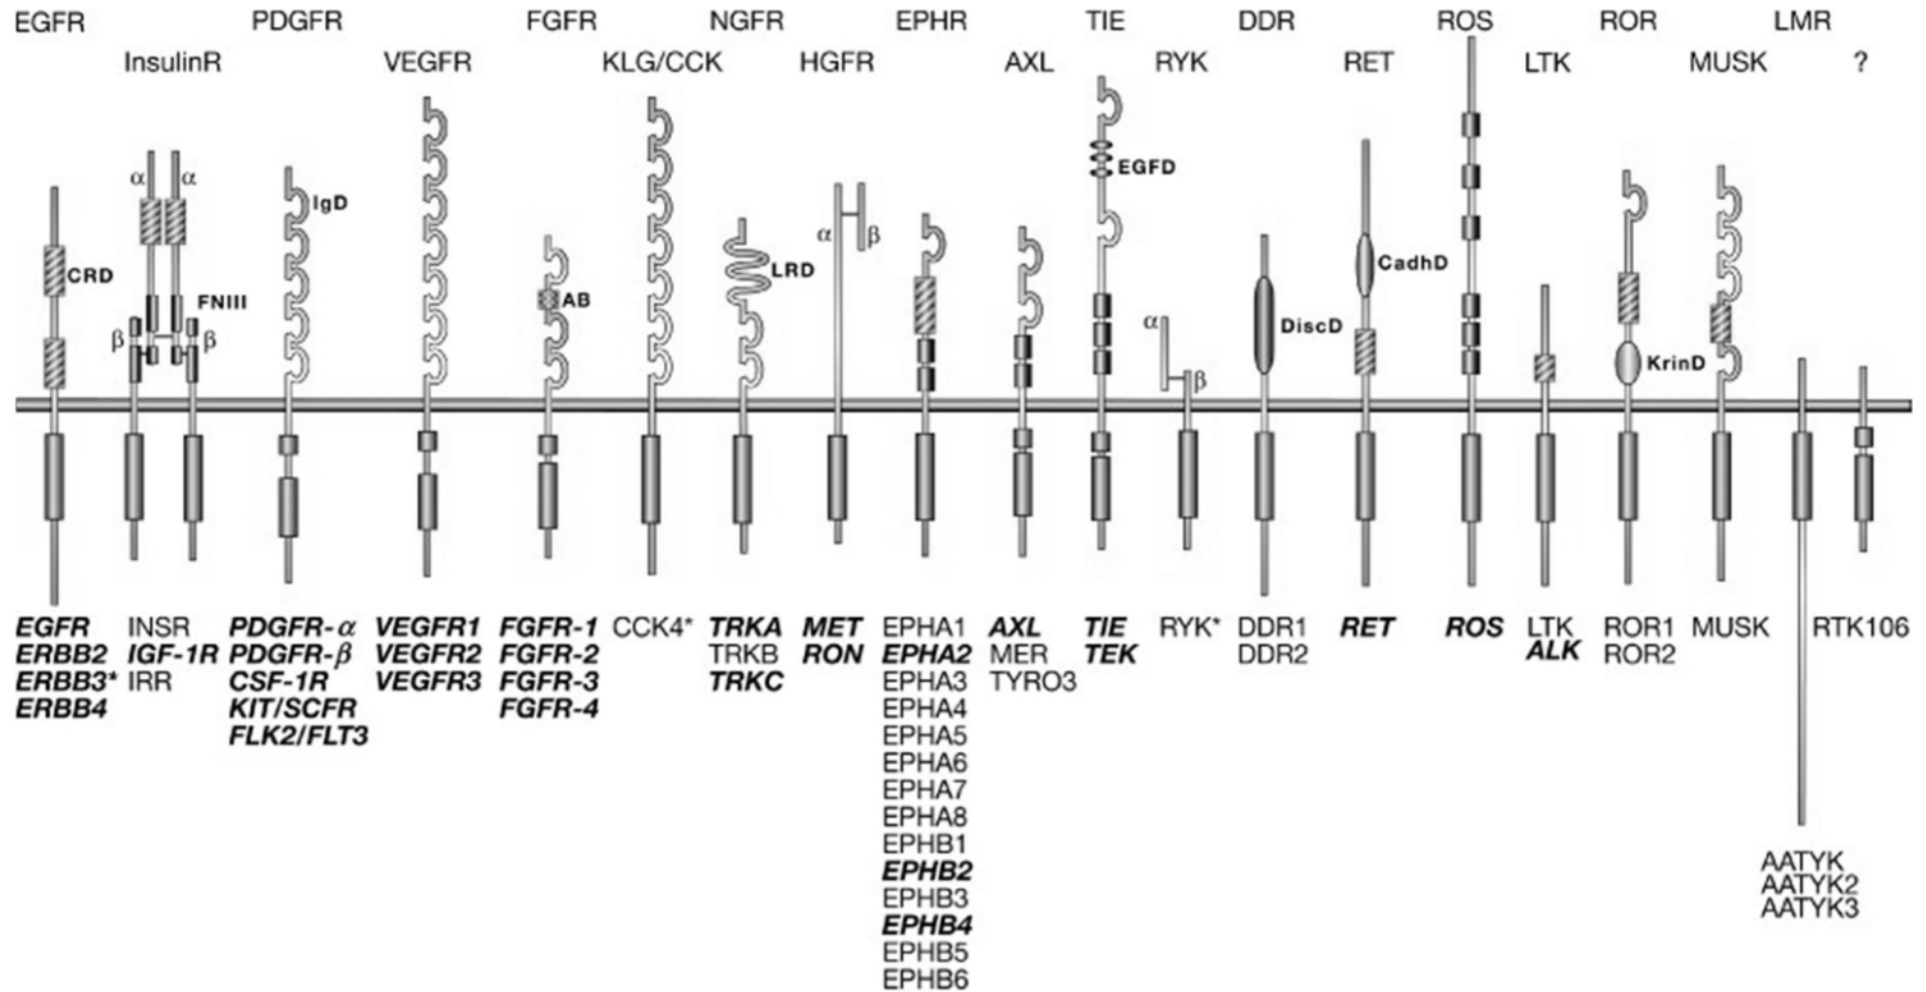 EGFR PDGFR FGFR NGFR EPHR TIE DDR ROS ROR LMR
InsulinR VEGFR KLG/CCK HGFR AXL RYK RET LTK MUSK ?
EGFD
α α
IgD
α β
CRD
CadhD
LRD
FNIII AB
α
DiscD
β β
KrinD
β
EGFR INSR PDGFR-α VEGFR1 FGFR-1 CCK4* TRKA MET EPHA1 AXL TIE RYK* DDR1 RET ROS LTK ROR1 MUSK RTK106
ERBB2 IGF-1R PDGFR-β VEGFR2 FGFR-2 TRKB RON EPHA2 MER TEK DDR2 ALK ROR2
ERBB3* IRR CSF-1R VEGFR3 FGFR-3 TRKC EPHA3 TYRO3
ERBB4 KIT/SCFR FGFR-4 EPHA4
FLK2/FLT3 EPHA5
EPHA6
EPHA7
EPHA8
EPHB1
AATYK
EPHB2
AATYK2
EPHB3
AATYK3
EPHB4
EPHB5
EPHB6